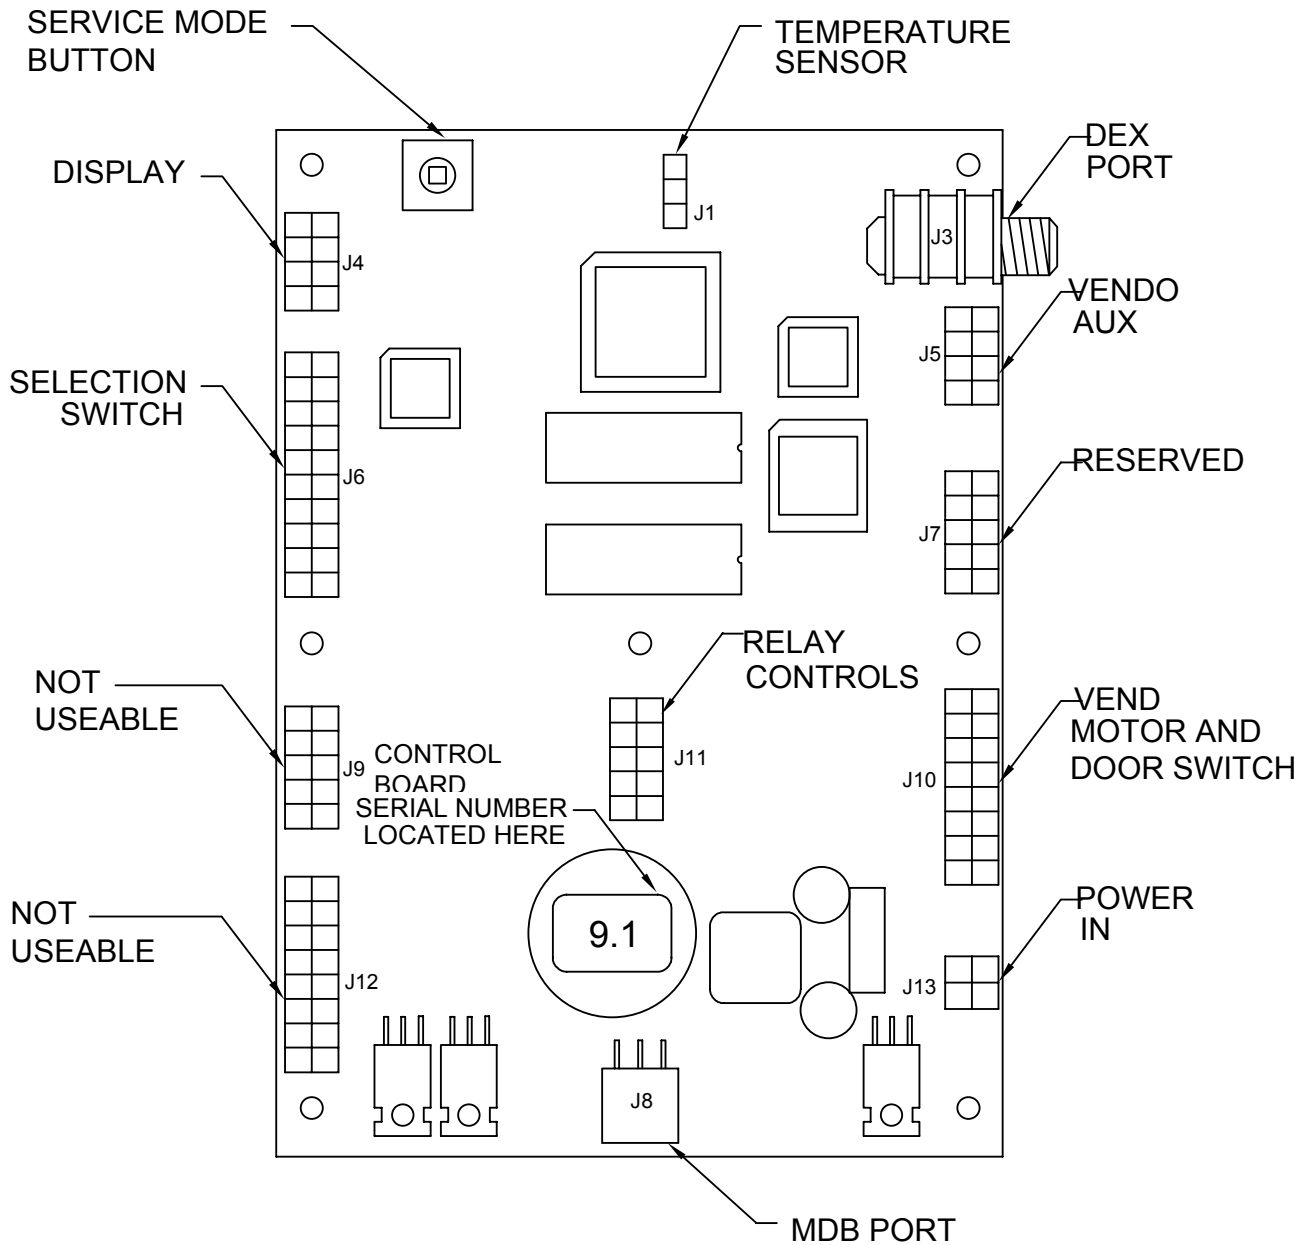 SERVICE MODE
BUTTON
TEMPERATURE
SENSOR
DISPLAY
DEX
PORT
J1
J3
J4
VENDO
AUX
J5
SELECTION
SWITCH
J6
RESERVED
J7
RELAY
CONTROLS
NOT
USEABLE
VEND
MOTOR AND
DOOR SWITCH
J9
CONTROL
BOARD
SERIAL NUMBER
LOCATED HERE
J11
J10
NOT
USEABLE
9.1
POWER
IN
J12
J13
J8
MDB PORT